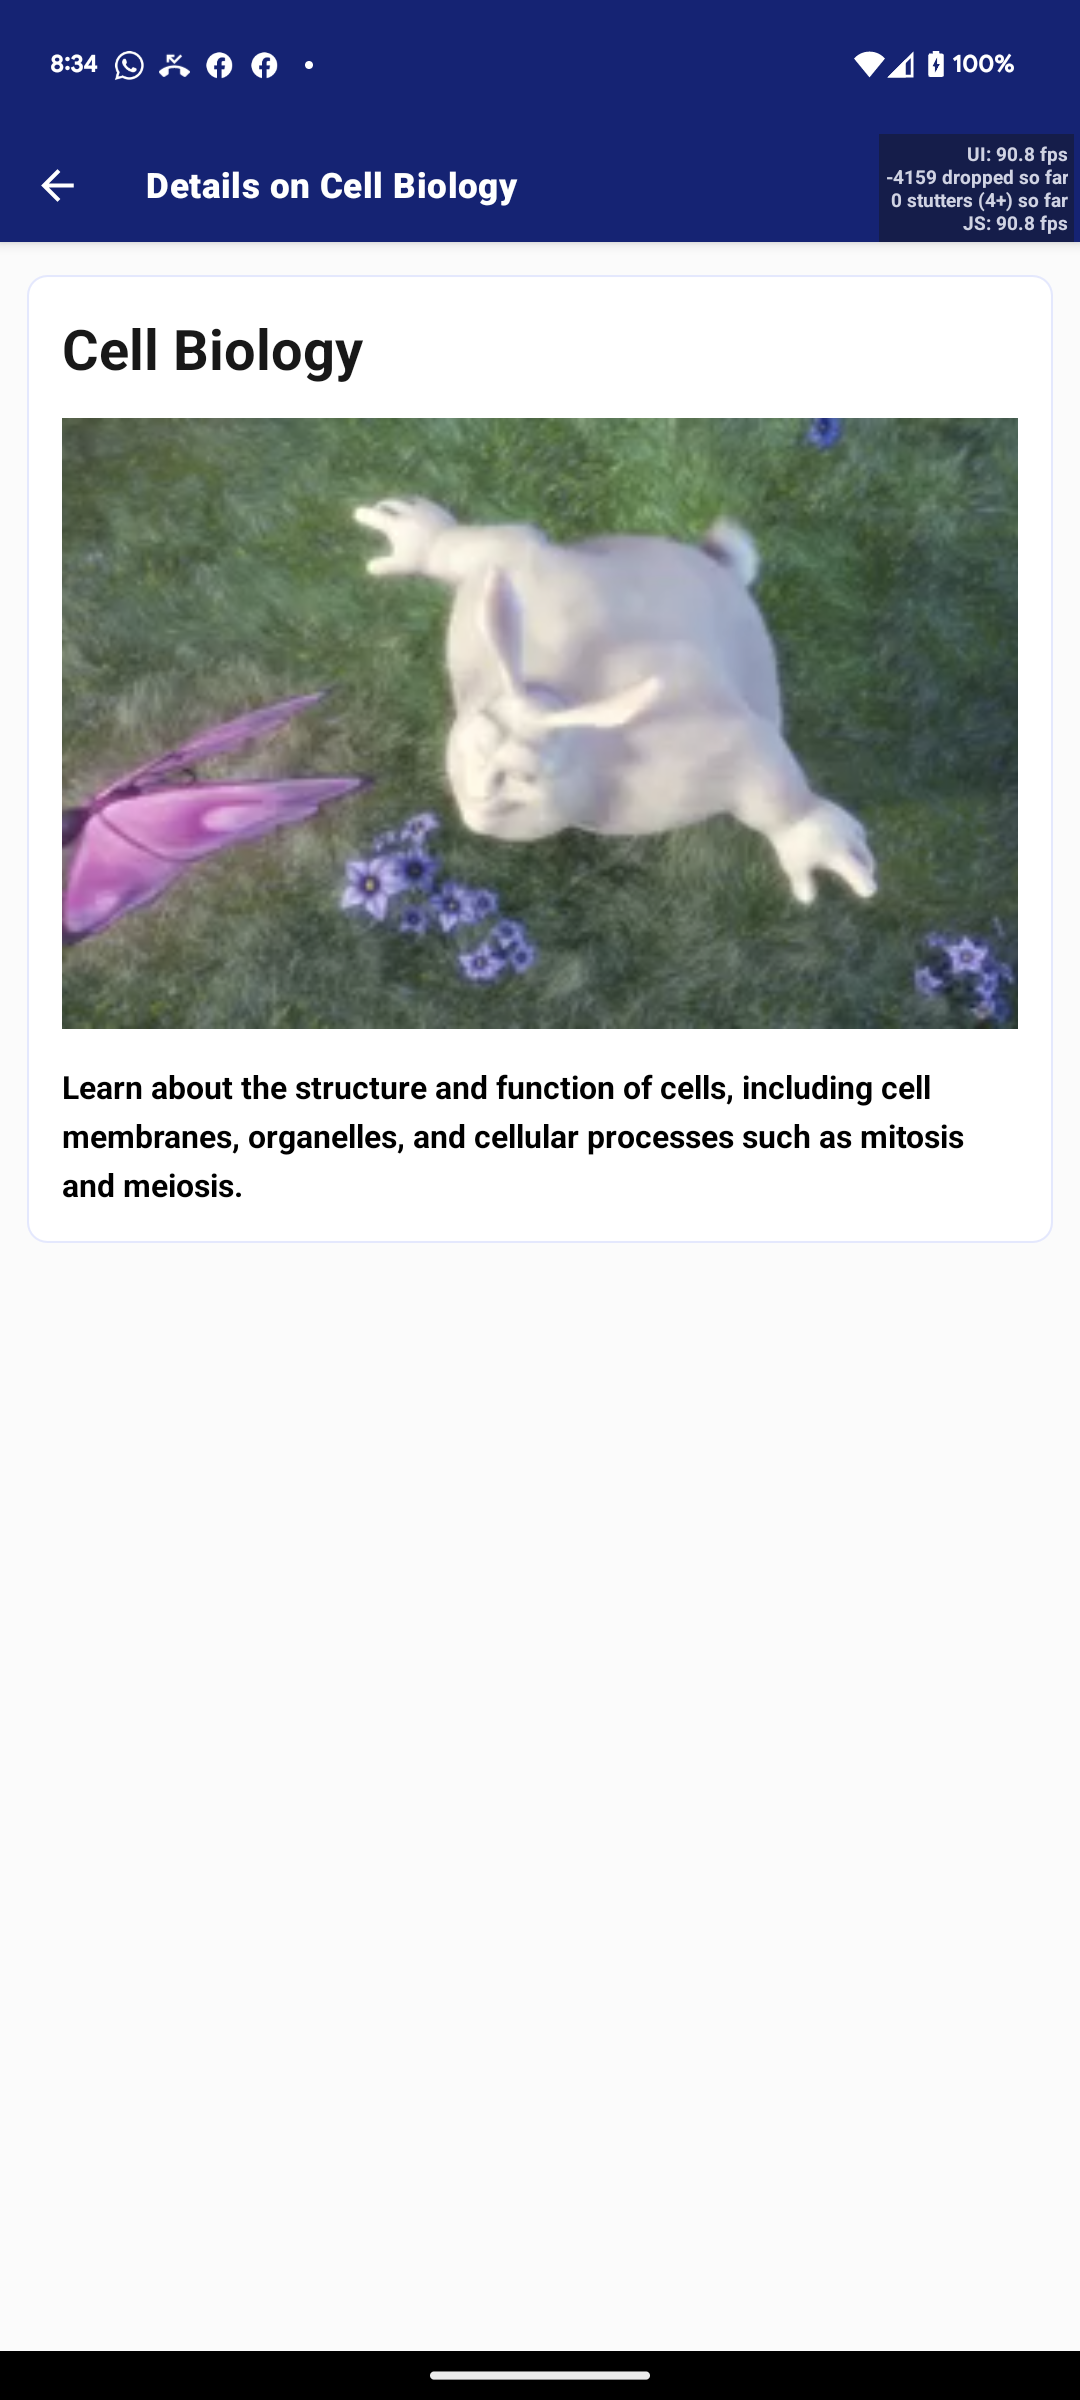 8:34
100%
Details on Cell Biology
UI: 90.8 fps
-4159 dropped so far
0 stutters (4+) so far
JS: 90.8 fps
Cell Biology
Learn about the structure and function of cells, including cell
membranes, organelles, and cellular processes such as mitosis
and meiosis.